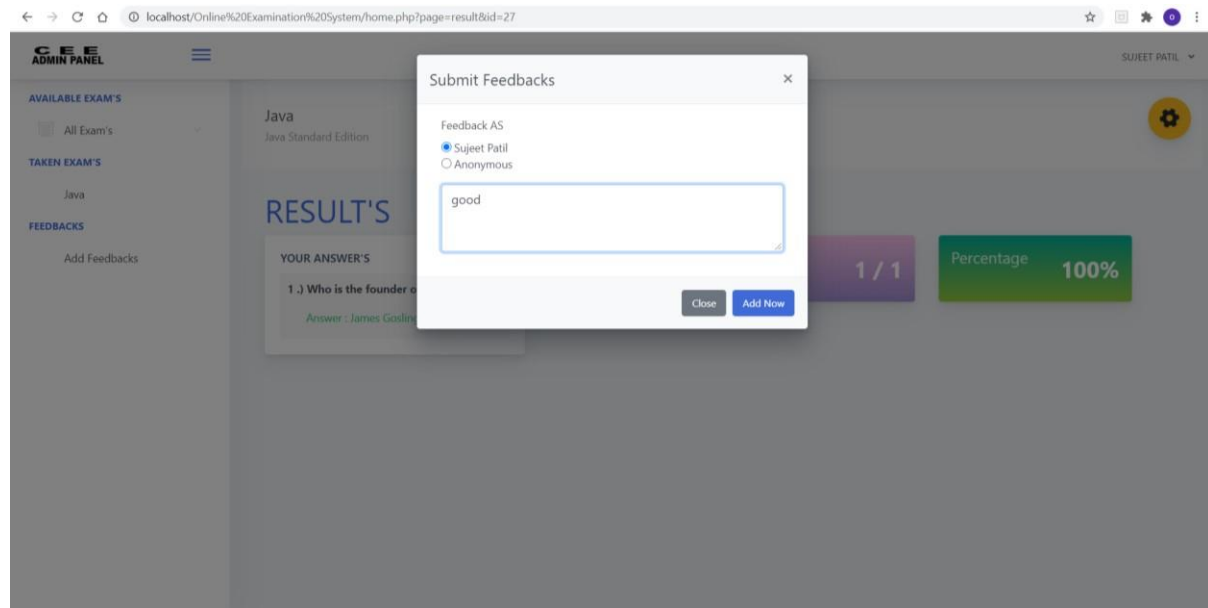 localhost/Online%20Examination%20System/home.php?page=result&id=27
C E E
ADMIN PANEL
SUJEET PATIL
AVAILABLE EXAM'S
All Exam's
TAKEN EXAM'S
Java
FEEDBACKS
Add Feedbacks
Java
Java Standard Edition
RESULT'S
YOUR ANSWER'S
1 .) Who is the founder o
Answer : James Gosling
Submit Feedbacks ×
Feedback AS
Sujeet Patil
Anonymous
good
Close Add Now
1 / 1
Percentage 100%